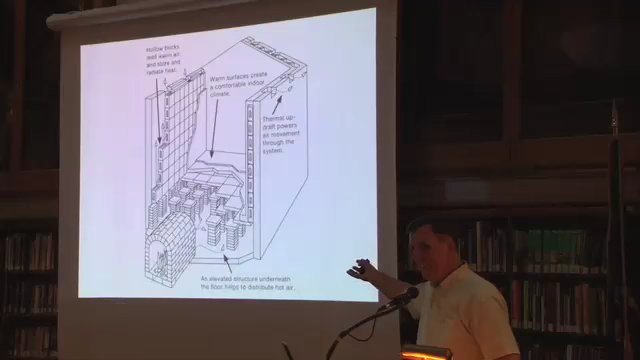 Hollow bricks
and warm air
and store and
radiate heat.
Warm surfaces create
a comfortable indoor
climate.
Thermal up-
draft powers
air movement
through the
system.
An elevated structure underneath
the floor helps to distribute hot air.